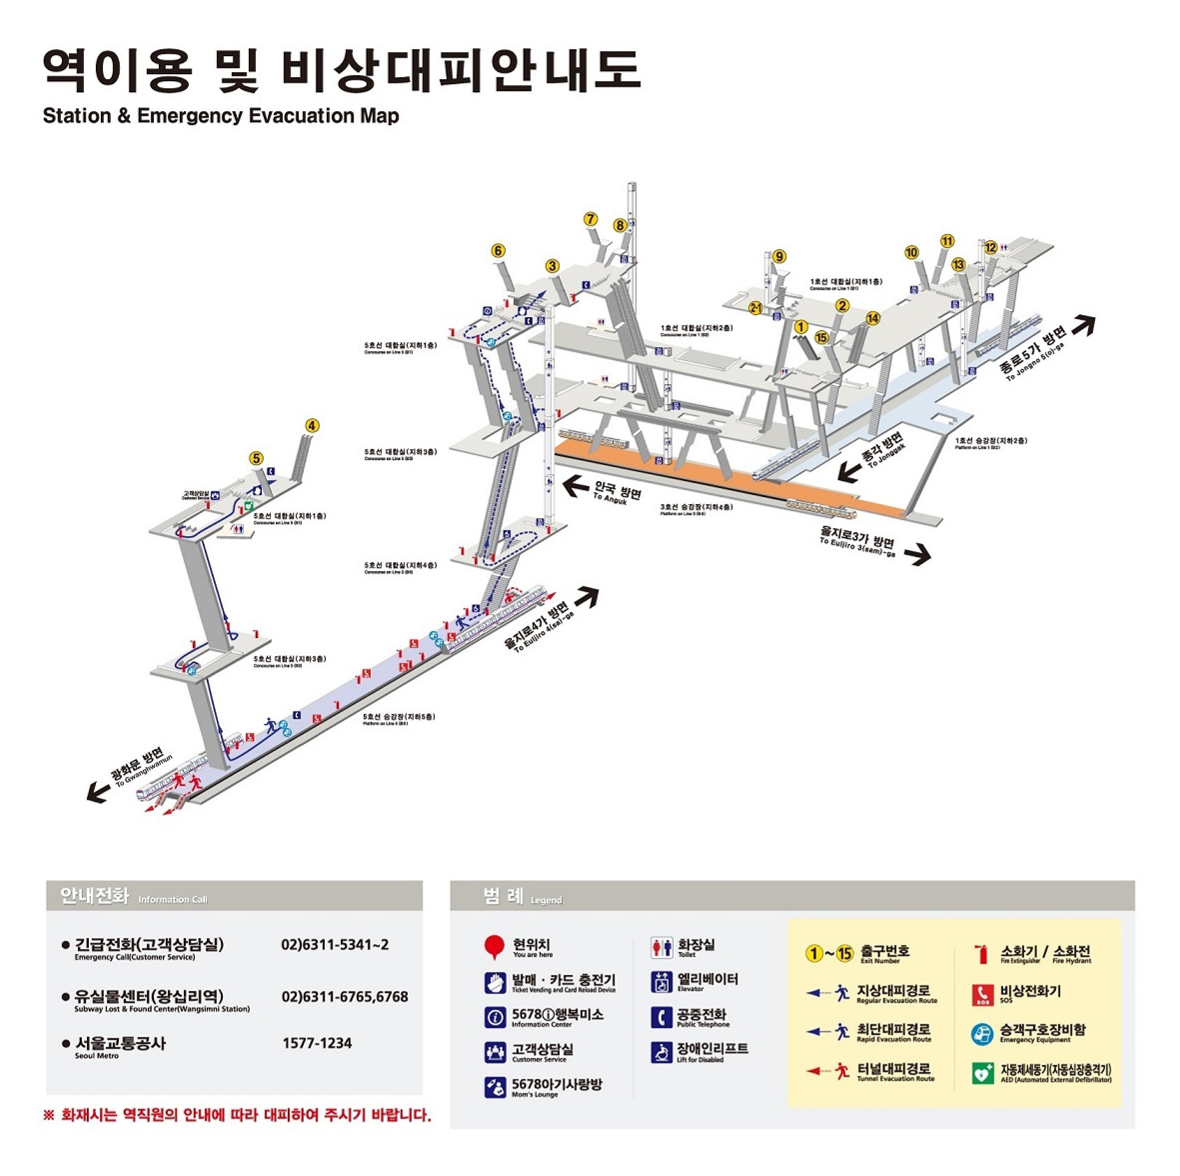 역이용 및 비상대피안내도
Station & Emergency Evacuation Map
7
8
6
3
11
12
10
9
13
1호선 대합실(지하1층)
Concourse on Line 1 (B1)
2-1
2
14
1
15
1호선 대합실(지하2층)
Concourse on Line 1 (B2)
종로5가 방면
To Jongno 5(o)-ga
5호선 대합실(지하1층)
Concourse on Line 5 (B1)
4
5
종각 방면
To Jonggak
1호선 승강장(지하2층)
Platform on Line 1 (B2)
5호선 대합실(지하3층)
Concourse on Line 5 (B3)
고객상담실
Customer Service
안국 방면
To Anguk
3호선 승강장(지하4층)
Platform on Line 3 (B4)
5호선 대합실(지하1층)
Concourse on Line 5 (B1)
을지로3가 방면
To Euljiro 3(sam)-ga
5호선 대합실(지하4층)
Concourse on Line 5 (B4)
을지로4가 방면
To Euljiro 4(sa)-ga
5호선 대합실(지하3층)
Concourse on Line 5 (B3)
5호선 승강장(지하5층)
Platform on Line 5 (B5)
광화문 방면
To Gwanghwamun
안내전화 Information Call
● 긴급전화(고객상담실) 02)6311-5341~2
Emergency Call(Customer Service)
● 유실물센터(왕십리역) 02)6311-6765,6768
Subway Lost & Found Center(Wangsimni Station)
● 서울교통공사 1577-1234
Seoul Metro
※ 화재시는 역직원의 안내에 따라 대피하여 주시기 바랍니다.
범 례 Legend
현위치
You are here
발매 · 카드 충전기
Ticket Vending and Card Reload Device
5678ⓘ행복미소
Information Center
고객상담실
Customer Service
5678아기사랑방
Mom's Lounge
화장실
Toilet
엘리베이터
Elevator
공중전화
Public Telephone
장애인리프트
Lift for Disabled
1 ~ 15 출구번호
Exit Number
지상대피경로
Regular Evacuation Route
최단대피경로
Rapid Evacuation Route
터널대피경로
Tunnel Evacuation Route
소화기 / 소화전
Fire Extinguisher Fire Hydrant
SOS
비상전화기
SOS
승객구호장비함
Emergency Equipment
자동제세동기(자동심장충격기)
AED (Automated External Defibrillator)